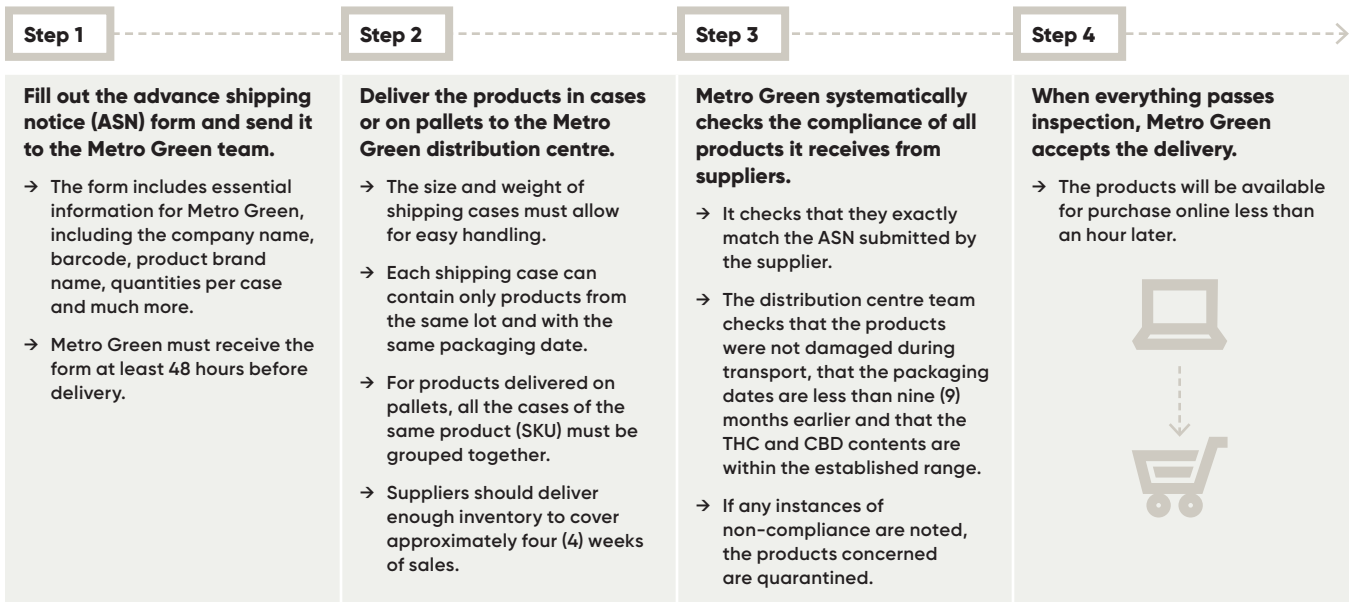 Step 1
Step 2
Step 3
Step 4
Fill out the advance shipping
notice (ASN) form and send it
to the Metro Green team.
→ The form includes essential
information for Metro Green,
including the company name,
barcode, product brand
name, quantities per case
and much more.
→ Metro Green must receive the
form at least 48 hours before
delivery.
Deliver the products in cases
or on pallets to the Metro
Green distribution centre.
→ The size and weight of
shipping cases must allow
for easy handling.
→ Each shipping case can
contain only products from
the same lot and with the
same packaging date.
→ For products delivered on
pallets, all the cases of the
same product (SKU) must be
grouped together.
→ Suppliers should deliver
enough inventory to cover
approximately four (4) weeks
of sales.
Metro Green systematically
checks the compliance of all
products it receives from
suppliers.
→ It checks that they exactly
match the ASN submitted by
the supplier.
→ The distribution centre team
checks that the products
were not damaged during
transport, that the packaging
dates are less than nine (9)
months earlier and that the
THC and CBD contents are
within the established range.
→ If any instances of
non-compliance are noted,
the products concerned
are quarantined.
When everything passes
inspection, Metro Green
accepts the delivery.
→ The products will be available
for purchase online less than
an hour later.